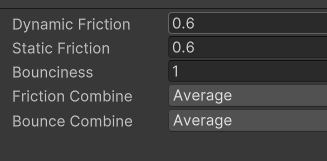 Dynamic Friction 0.6
Static Friction 0.6
Bounciness 1
Friction Combine Average
Bounce Combine Average